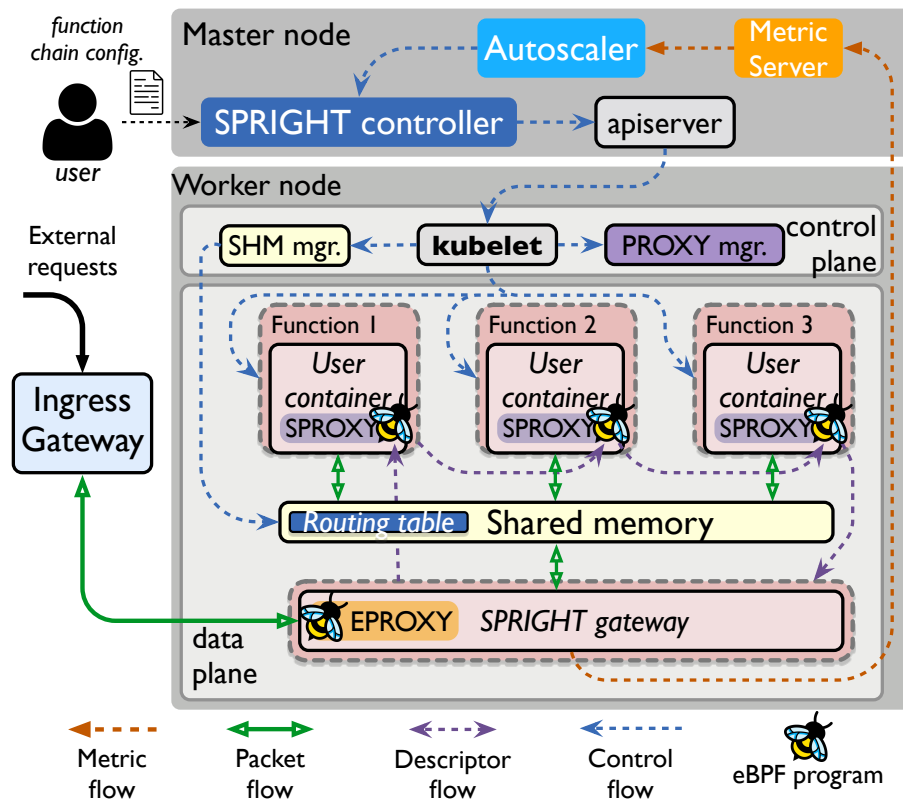 function
chain config.
user
Master node
Autoscaler
Metric
Server
SPRIGHT controller
apiserver
Worker node
External
requests
SHM mgr.
kubelet
PROXY mgr.
control
plane
Function 1
User
container
SPROXY
Function 2
User
container
SPROXY
Function 3
User
container
SPROXY
Ingress
Gateway
Routing table
Shared memory
EPROXY
SPRIGHT gateway
data
plane
Metric
flow
Packet
flow
Descriptor
flow
Control
flow
eBPF program